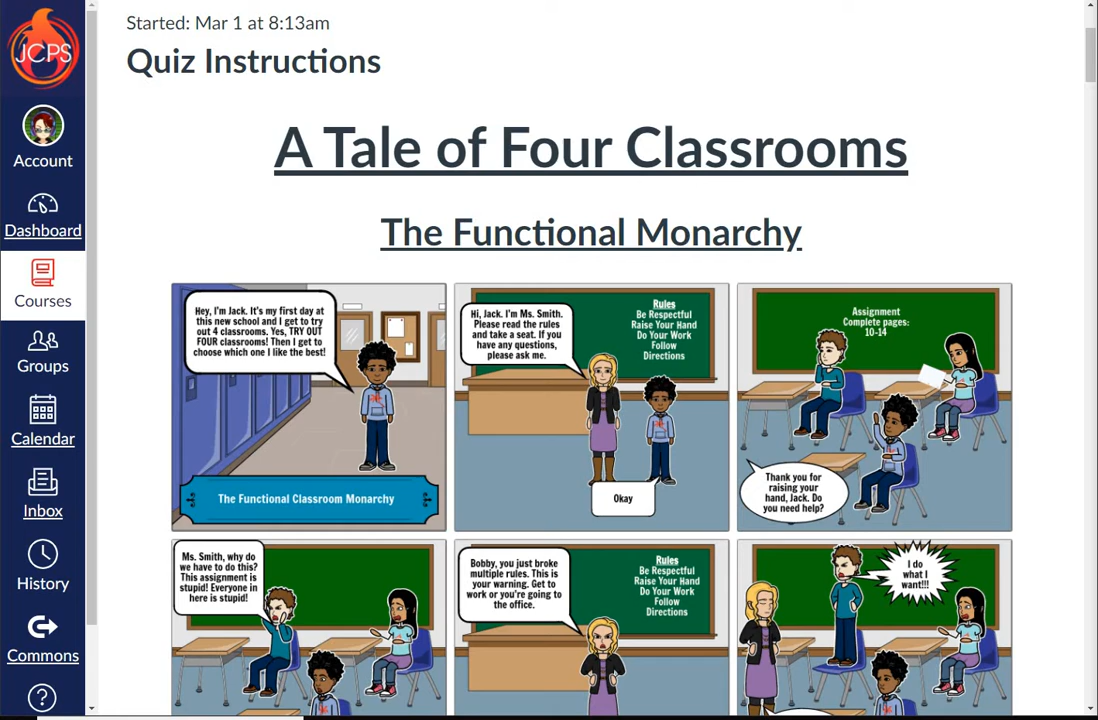 Started: Mar 1 at 8:13am
Quiz Instructions
A Tale of Four Classrooms
The Functional Monarchy
JCPS
Account
Dashboard
Courses
Groups
Calendar
Inbox
History
Commons
Hey, I'm Jack. It's my first day at
this new school and I get to try
out 4 classrooms. Yes, TRY OUT
FOUR classrooms! Then I get to
choose which one I like the best!
The Functional Classroom Monarchy
Hi, Jack. I'm Ms. Smith.
Please read the rules
and take a seat. If you
have any questions,
please ask me.
Rules
Be Respectful
Raise Your Hand
Do Your Work
Follow
Directions
Okay
Assignment
Complete pages:
10-14
Thank you for
raising your
hand, Jack. Do
you need help?
Ms. Smith, why do
we have to do this?
This assignment is
stupid! Everyone in
here is stupid!
Bobby, you just broke
multiple rules. This is
your warning. Get to
work or you're going to
the office.
Rules
Be Respectful
Raise Your Hand
Do Your Work
Follow
Directions
I do
what I
want!!!